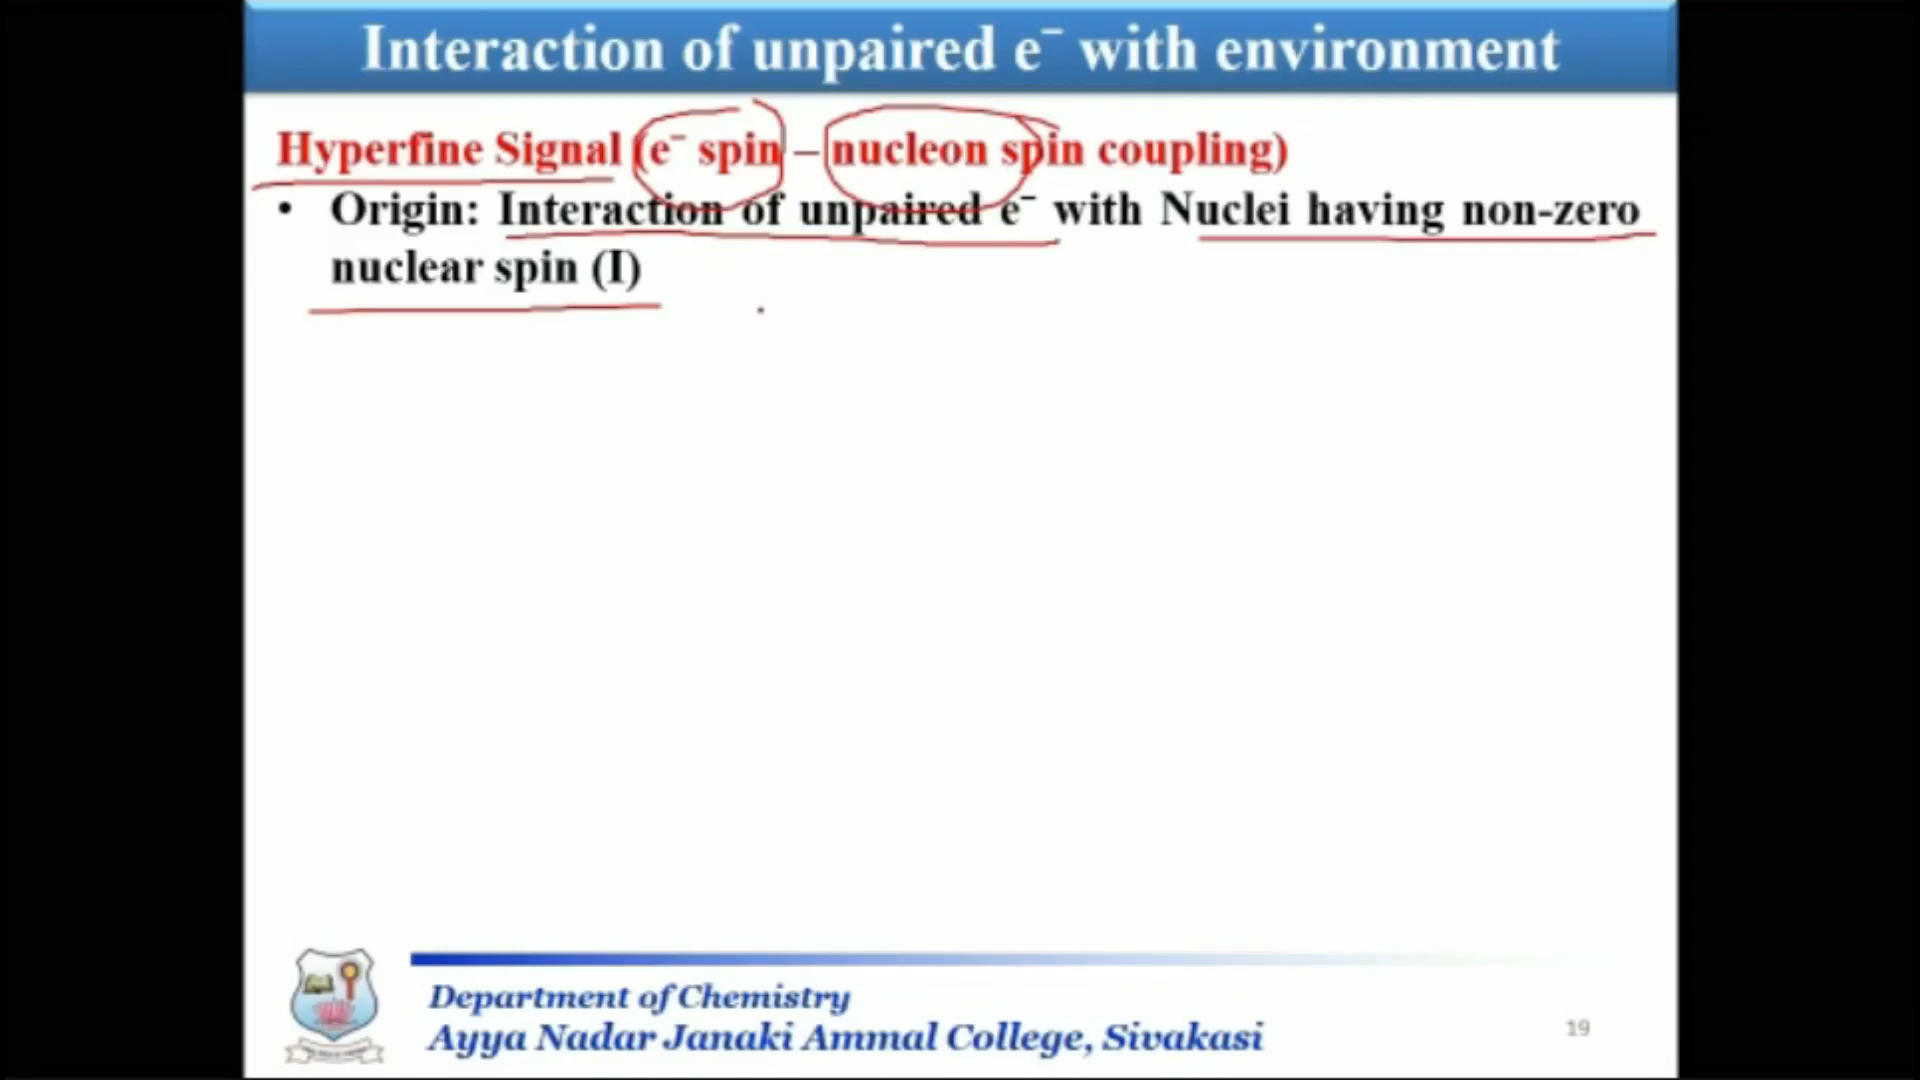 Interaction of unpaired e⁻ with environment
Hyperfine Signal (e⁻ spin – nucleon spin coupling)
• Origin: Interaction of unpaired e⁻ with Nuclei having non-zero
nuclear spin (I)
Department of Chemistry
Ayya Nadar Janaki Ammal College, Sivakasi
19